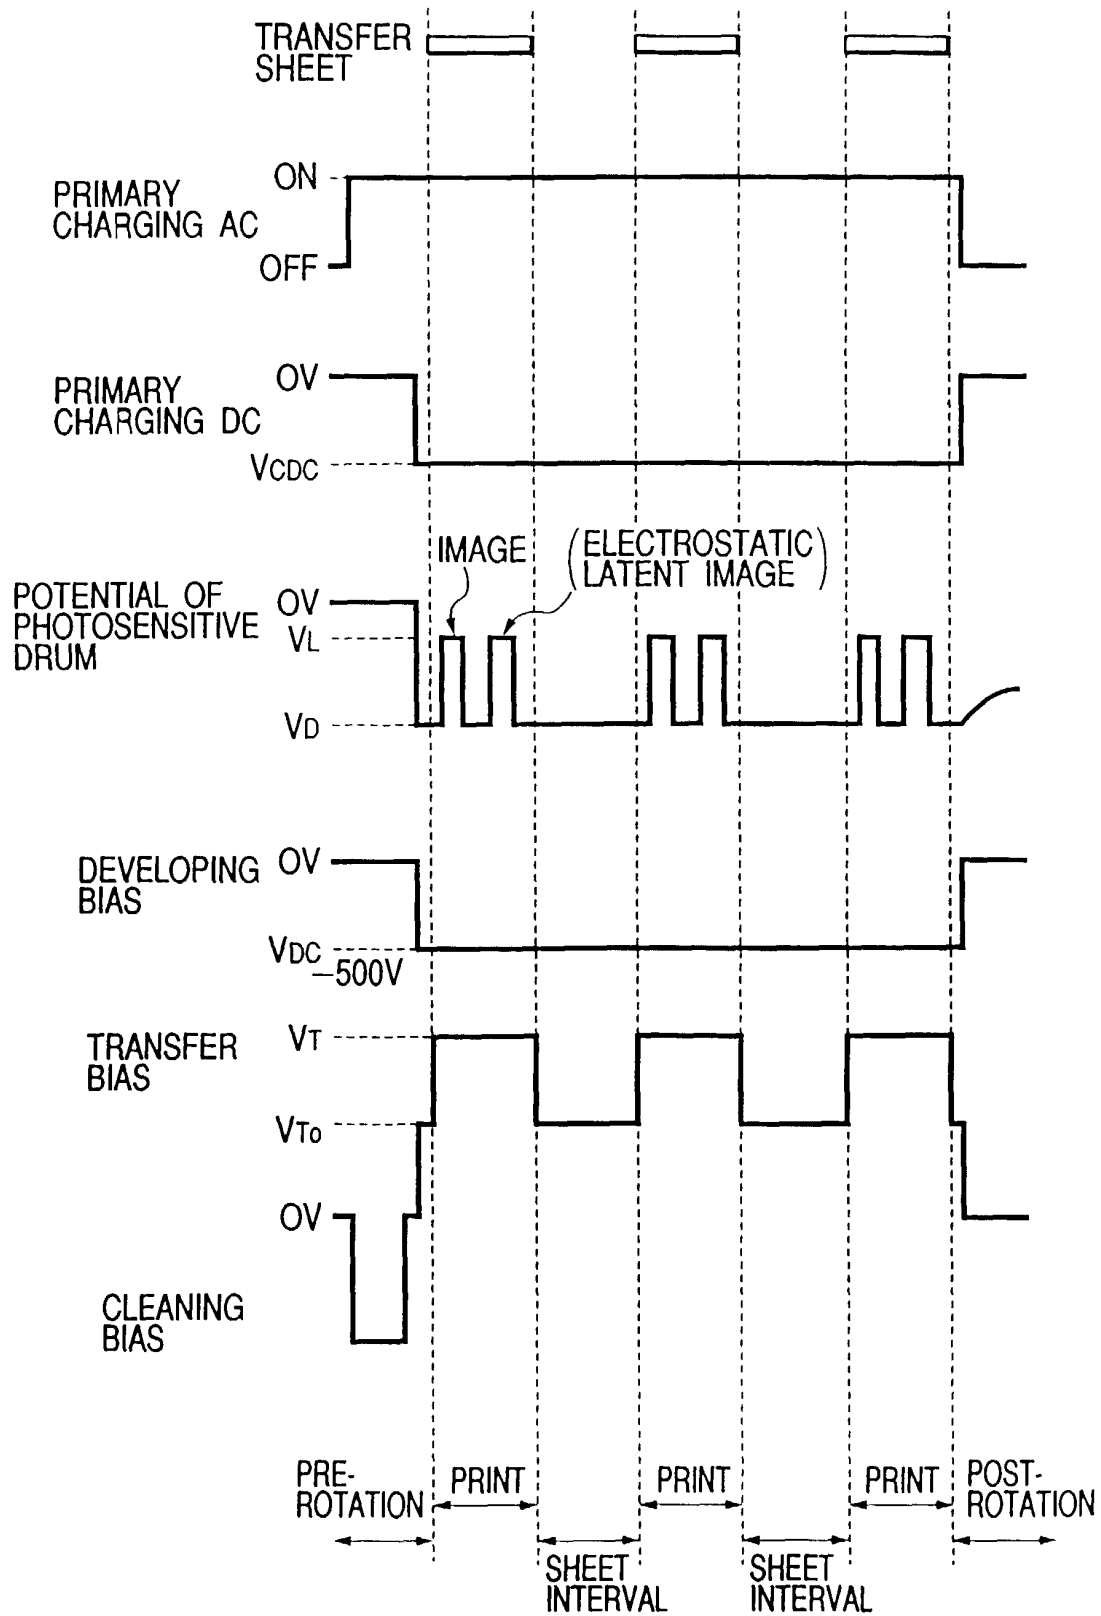 TRANSFER
SHEET
ON
PRIMARY
CHARGING AC
OFF
OV
PRIMARY
CHARGING DC
VCDC
IMAGE
(ELECTROSTATIC
LATENT IMAGE)
POTENTIAL OF
PHOTOSENSITIVE
DRUM
OV
VL
VD
DEVELOPING
BIAS
OV
VDC
-500V
TRANSFER
BIAS
VT
VTo
OV
CLEANING
BIAS
PRE-
ROTATION
PRINT
PRINT
PRINT
POST-
ROTATION
SHEET
INTERVAL
SHEET
INTERVAL